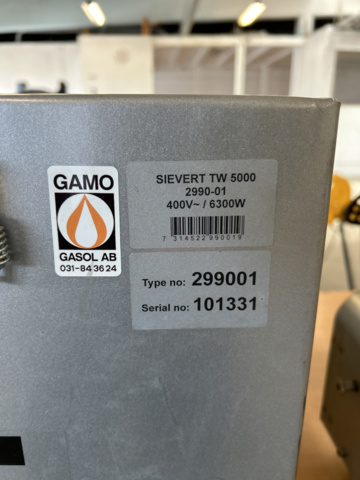 GAMO
GASOL AB
031-84 36 24
SIEVERT TW 5000
2990-01
400V~ / 6300W
7 314522 990019
Type no: 299001
Serial no: 101331